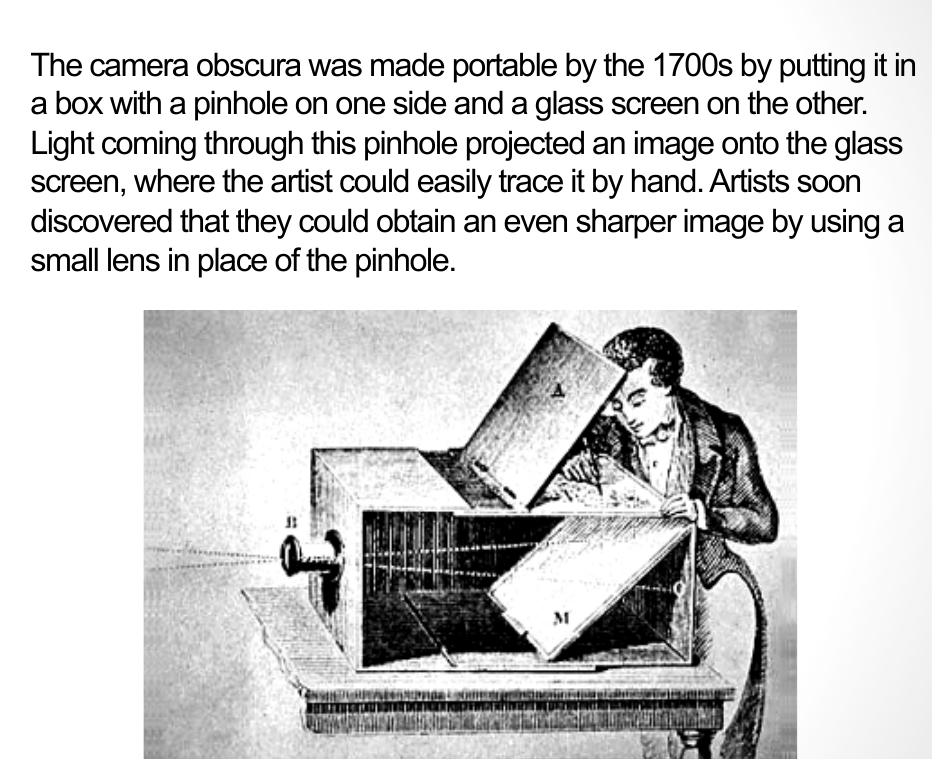 The camera obscura was made portable by the 1700s by putting it in
a box with a pinhole on one side and a glass screen on the other.
Light coming through this pinhole projected an image onto the glass
screen, where the artist could easily trace it by hand. Artists soon
discovered that they could obtain an even sharper image by using a
small lens in place of the pinhole.
A
B
M